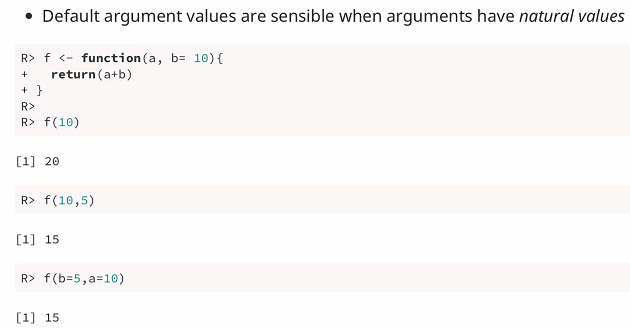 • Default argument values are sensible when arguments have natural values
R> f <- function(a, b= 10){
+   return(a+b)
+ }
R>
R> f(10)
[1] 20
R> f(10,5)
[1] 15
R> f(b=5,a=10)
[1] 15